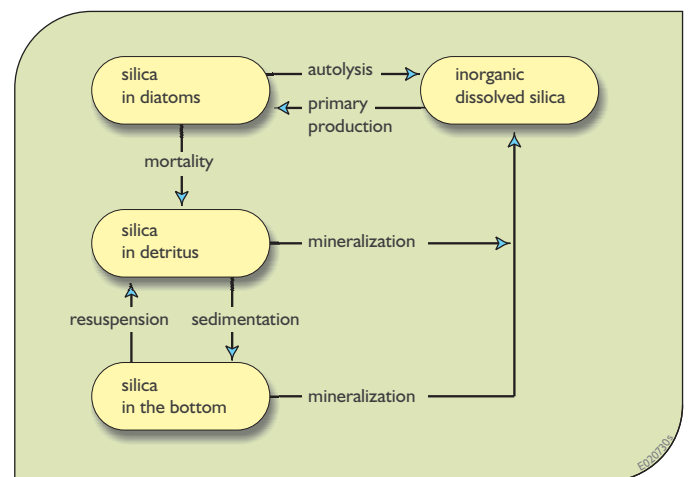 silica
in diatoms
autolysis
inorganic
dissolved silica
primary
production
mortality
silica
in detritus
mineralization
resuspension
sedimentation
silica
in the bottom
mineralization
E020730s